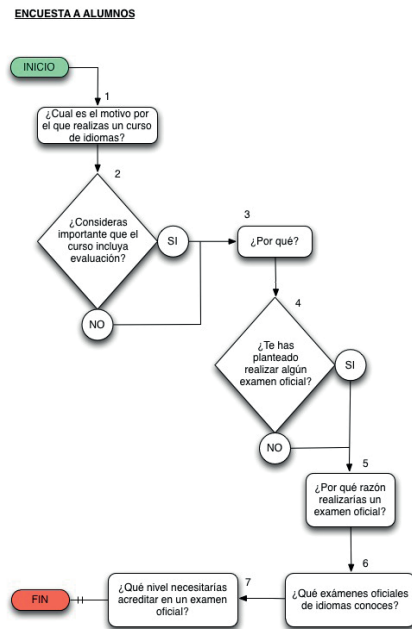 ENCUESTA A ALUMNOS
INICIO
1
¿Cual es el motivo por
el que realizas un curso
de idiomas?
2
¿Consideras
importante que el
curso incluya
evaluación?
SI
NO
3
¿Por qué?
4
¿Te has
planteado
realizar algún
examen oficial?
SI
NO
5
¿Por qué razón
realizarías un
examen oficial?
6
¿Qué exámenes oficiales
de idiomas conoces?
7
¿Qué nivel necesitarías
acreditar en un examen
oficial?
FIN